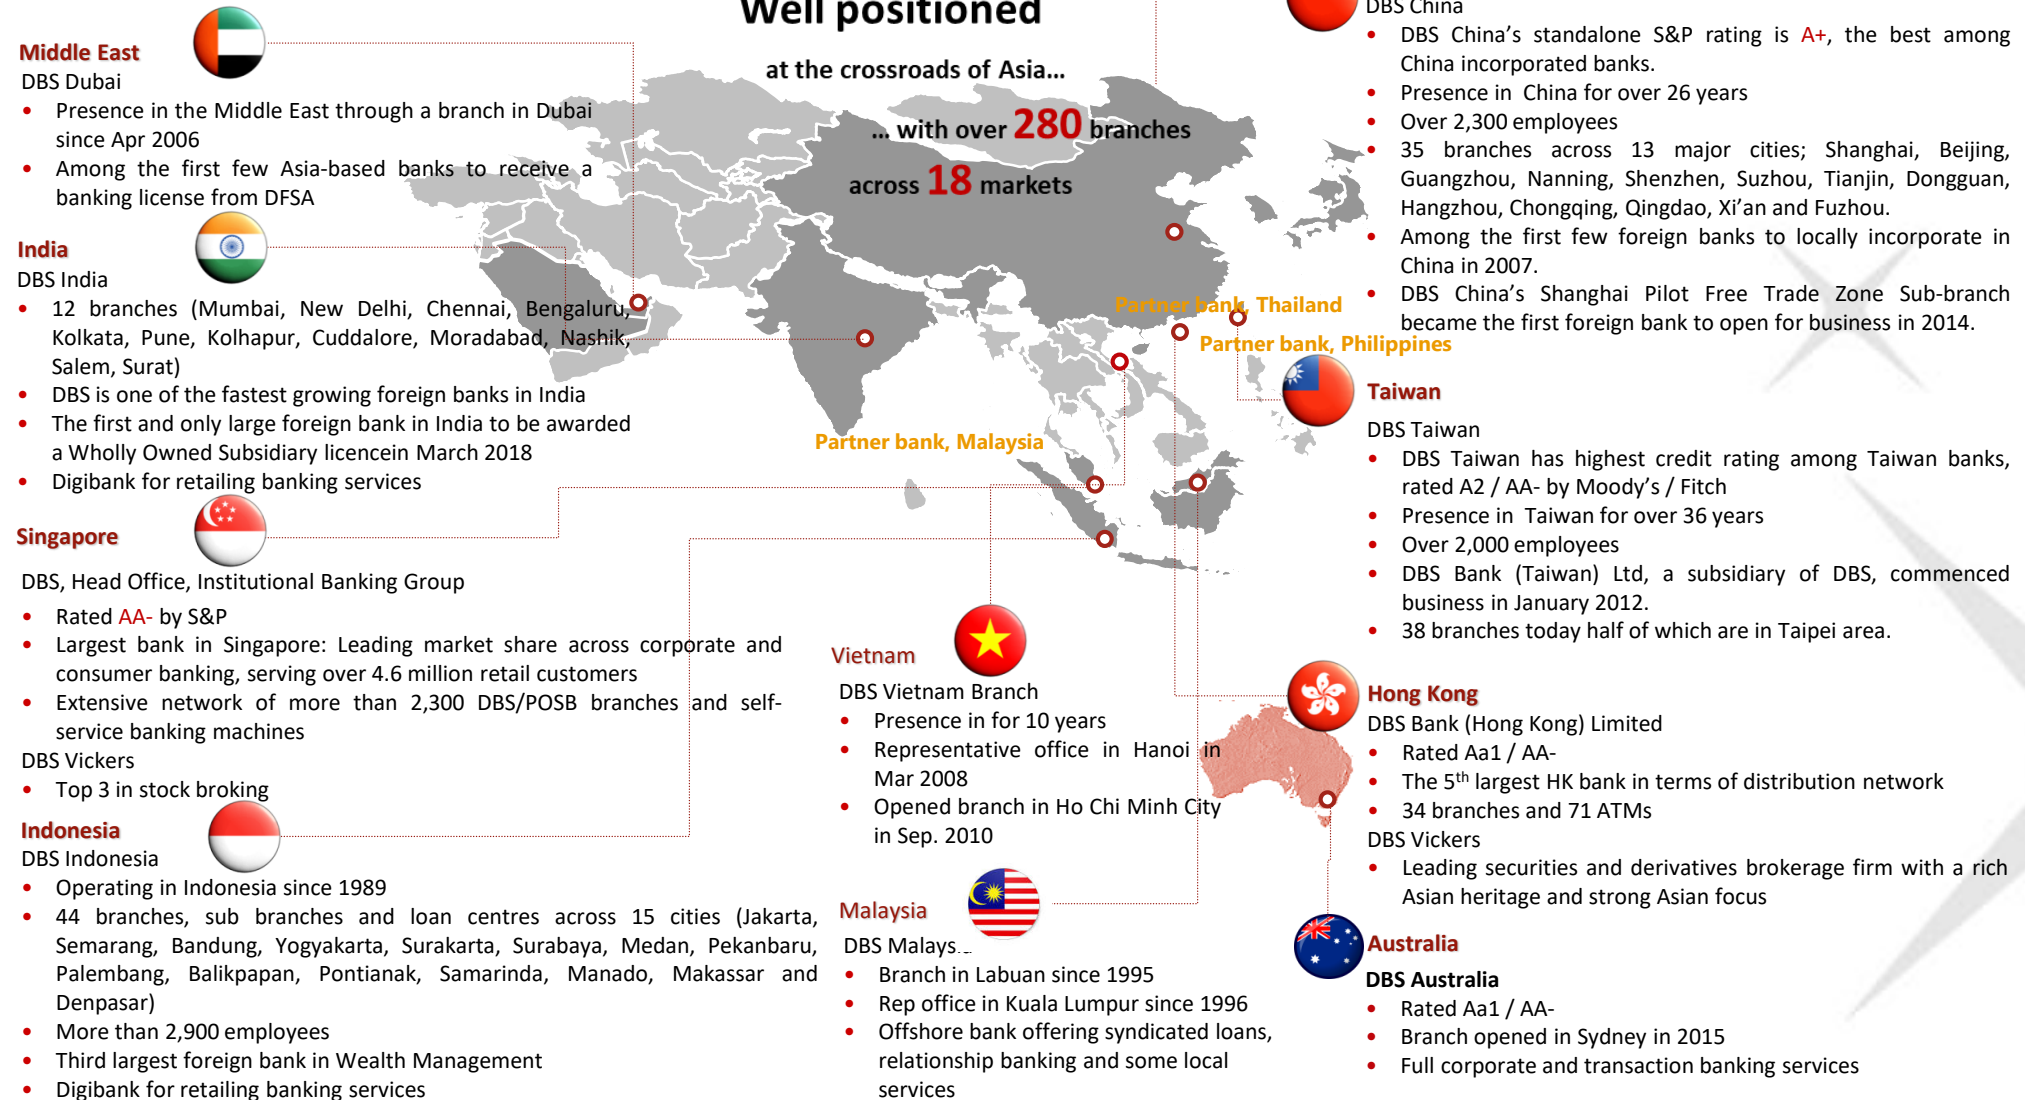 Well positioned
at the crossroads of Asia...
... with over 280 branches
across 18 markets
Middle East
DBS Dubai
• Presence in the Middle East through a branch in Dubai
since Apr 2006
• Among the first few Asia-based banks to receive a
banking license from DFSA
India
DBS India
• 12 branches (Mumbai, New Delhi, Chennai, Bengaluru,
Kolkata, Pune, Kolhapur, Cuddalore, Moradabad, Nashik,
Salem, Surat)
• DBS is one of the fastest growing foreign banks in India
• The first and only large foreign bank in India to be awarded
a Wholly Owned Subsidiary licencein March 2018
• Digibank for retailing banking services
Singapore
DBS, Head Office, Institutional Banking Group
• Rated AA- by S&P
• Largest bank in Singapore: Leading market share across corporate and
consumer banking, serving over 4.6 million retail customers
• Extensive network of more than 2,300 DBS/POSB branches and self-
service banking machines
DBS Vickers
• Top 3 in stock broking
Indonesia
DBS Indonesia
• Operating in Indonesia since 1989
• 44 branches, sub branches and loan centres across 15 cities (Jakarta,
Semarang, Bandung, Yogyakarta, Surakarta, Surabaya, Medan, Pekanbaru,
Palembang, Balikpapan, Pontianak, Samarinda, Manado, Makassar and
Denpasar)
• More than 2,900 employees
• Third largest foreign bank in Wealth Management
• Digibank for retailing banking services
Partner bank, Thailand
Partner bank, Philippines
Partner bank, Malaysia
Vietnam
DBS Vietnam Branch
• Presence in for 10 years
• Representative office in Hanoi in
Mar 2008
• Opened branch in Ho Chi Minh City
in Sep. 2010
Malaysia
DBS Malays
• Branch in Labuan since 1995
• Rep office in Kuala Lumpur since 1996
• Offshore bank offering syndicated loans,
relationship banking and some local
services
DBS China
• DBS China's standalone S&P rating is A+, the best among
China incorporated banks.
• Presence in China for over 26 years
• Over 2,300 employees
• 35 branches across 13 major cities; Shanghai, Beijing,
Guangzhou, Nanning, Shenzhen, Suzhou, Tianjin, Dongguan,
Hangzhou, Chongqing, Qingdao, Xi'an and Fuzhou.
• Among the first few foreign banks to locally incorporate in
China in 2007.
• DBS China's Shanghai Pilot Free Trade Zone Sub-branch
became the first foreign bank to open for business in 2014.
Taiwan
DBS Taiwan
• DBS Taiwan has highest credit rating among Taiwan banks,
rated A2 / AA- by Moody's / Fitch
• Presence in Taiwan for over 36 years
• Over 2,000 employees
• DBS Bank (Taiwan) Ltd, a subsidiary of DBS, commenced
business in January 2012.
• 38 branches today half of which are in Taipei area.
Hong Kong
DBS Bank (Hong Kong) Limited
• Rated Aa1 / AA-
• The 5th largest HK bank in terms of distribution network
• 34 branches and 71 ATMs
DBS Vickers
• Leading securities and derivatives brokerage firm with a rich
Asian heritage and strong Asian focus
Australia
DBS Australia
• Rated Aa1 / AA-
• Branch opened in Sydney in 2015
• Full corporate and transaction banking services